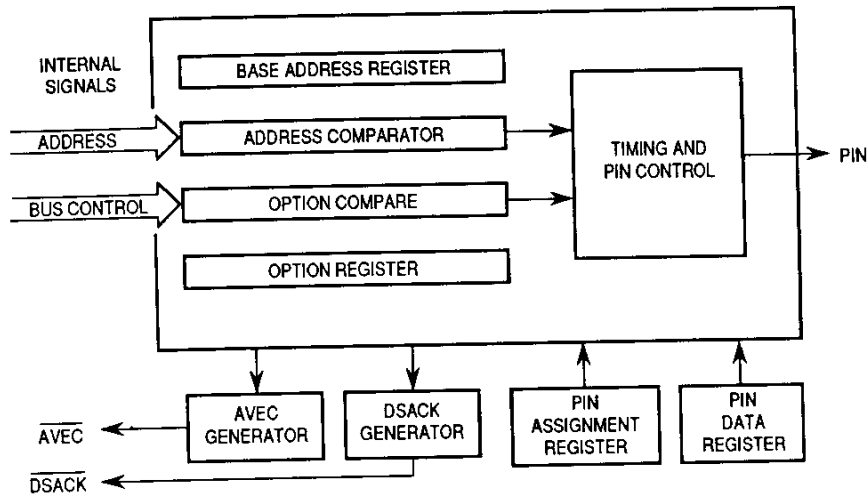 INTERNAL
SIGNALS
BASE ADDRESS REGISTER
ADDRESS
ADDRESS COMPARATOR
TIMING AND
PIN CONTROL
PIN
BUS CONTROL
OPTION COMPARE
OPTION REGISTER
AVEC
GENERATOR
DSACK
GENERATOR
PIN
ASSIGNMENT
REGISTER
PIN
DATA
REGISTER
AVEC
DSACK